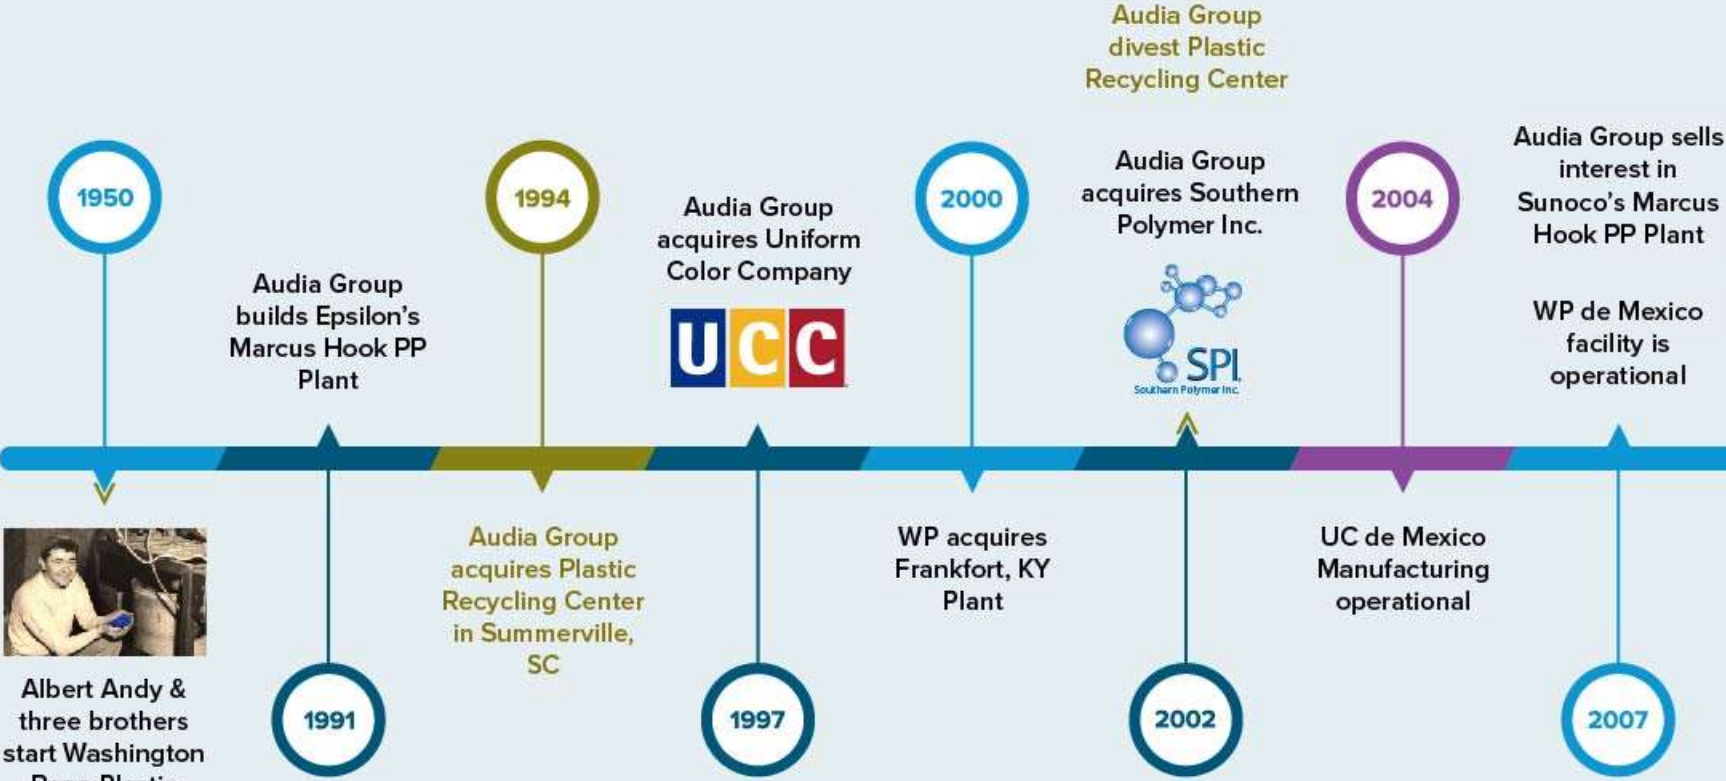 1950
Albert Andy &
three brothers
start Washington
Audia Group
builds Epsilon's
Marcus Hook PP
Plant
1991
1994
Audia Group
acquires Plastic
Recycling Center
in Summerville,
SC
Audia Group
acquires Uniform
Color Company
UCC
1997
2000
WP acquires
Frankfort, KY
Plant
Audia Group
divest Plastic
Recycling Center
Audia Group
acquires Southern
Polymer Inc.
SPI
Southern Polymer Inc.
2002
2004
UC de Mexico
Manufacturing
operational
Audia Group sells
interest in
Sunoco's Marcus
Hook PP Plant
WP de Mexico
facility is
operational
2007